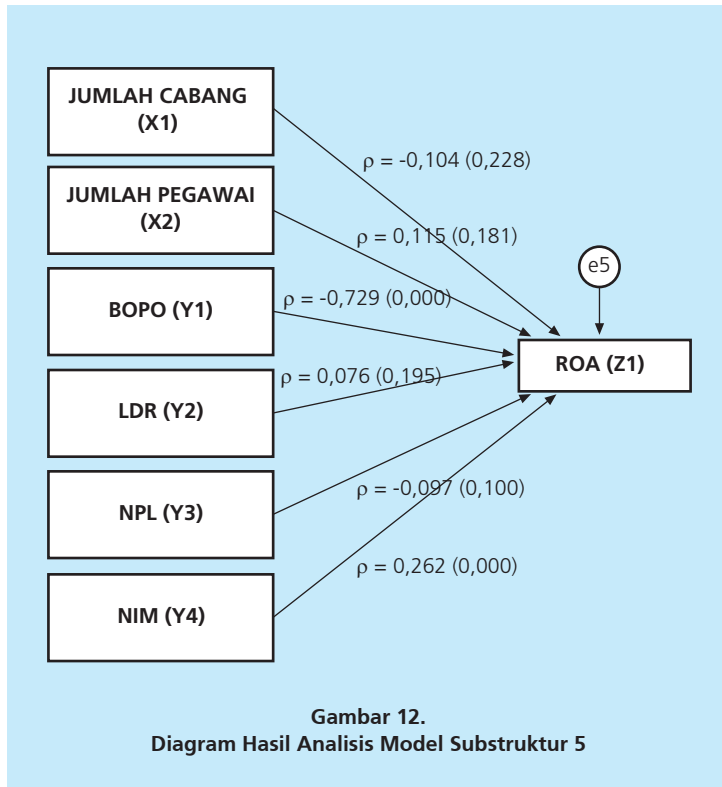 JUMLAH CABANG
(X1)
ρ = -0,104 (0,228)
JUMLAH PEGAWAI
(X2)
ρ = 0,115 (0,181)
e5
BOPO (Y1)
ρ = -0,729 (0,000)
ROA (Z1)
LDR (Y2)
ρ = 0,076 (0,195)
NPL (Y3)
ρ = -0,097 (0,100)
ρ = 0,262 (0,000)
NIM (Y4)
Gambar 12.
Diagram Hasil Analisis Model Substruktur 5